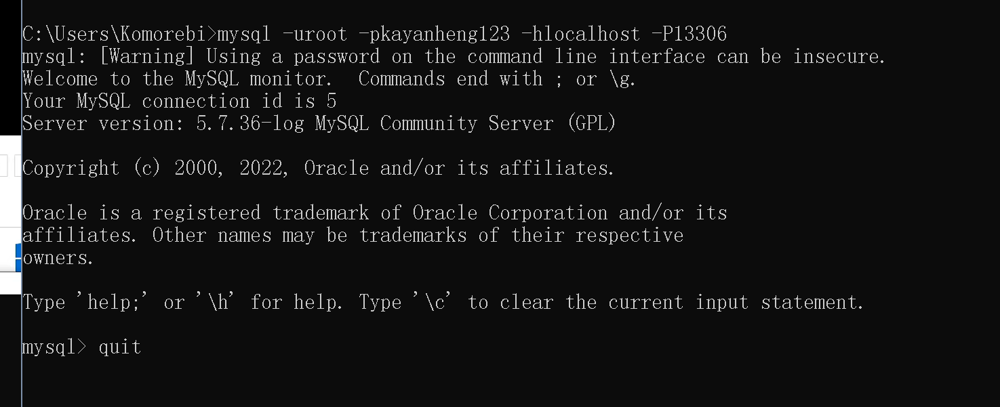 C:\Users\Komorebi>mysql -uroot -pkayanheng123 -hlocalhost -P13306
mysql: [Warning] Using a password on the command line interface can be insecure.
Welcome to the MySQL monitor.  Commands end with ; or \g.
Your MySQL connection id is 5
Server version: 5.7.36-log MySQL Community Server (GPL)
Copyright (c) 2000, 2022, Oracle and/or its affiliates.
Oracle is a registered trademark of Oracle Corporation and/or its
affiliates. Other names may be trademarks of their respective
owners.
Type 'help;' or '\h' for help. Type '\c' to clear the current input statement.
mysql> quit